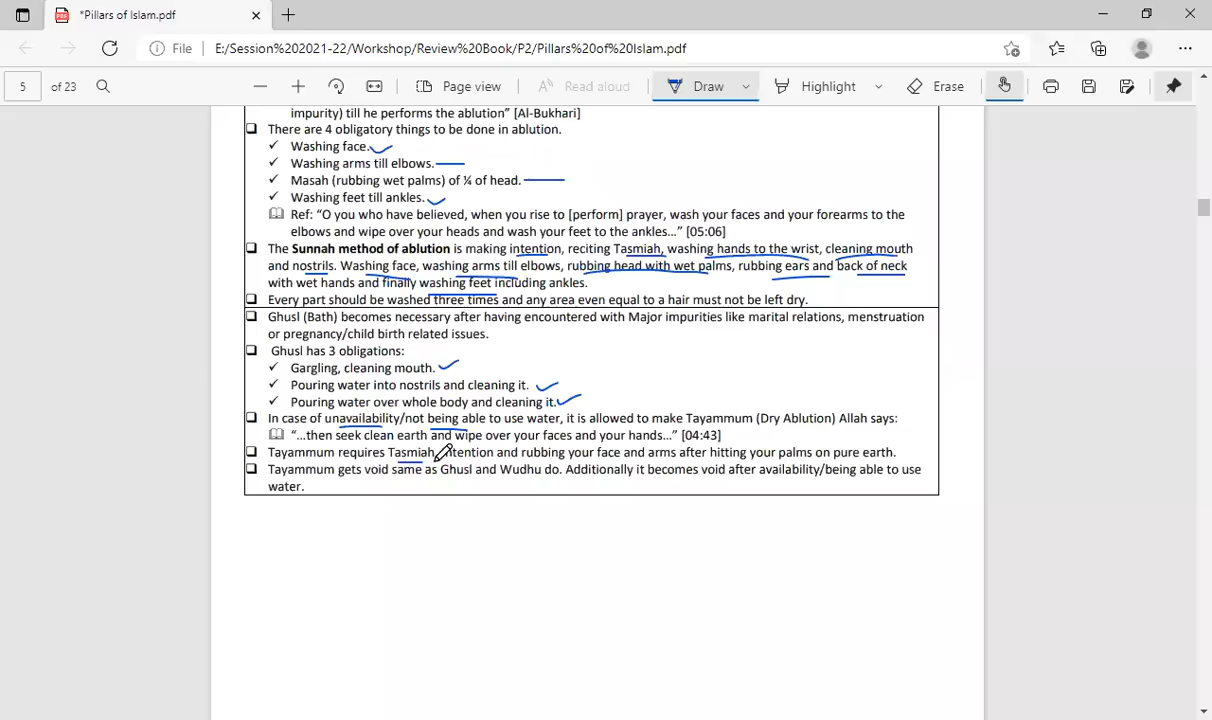 *Pillars of Islam.pdf
File E:/Session%202021-22/Workshop/Review%20Book/P2/Pillars%20of%20Islam.pdf
5 of 23 Page view Read aloud Draw Highlight Erase
impurity) till he performs the ablution” [Al-Bukhari]
There are 4 obligatory things to be done in ablution.
Washing face.
Washing arms till elbows.
Masah (rubbing wet palms) of ¼ of head.
Washing feet till ankles.
Ref: “O you who have believed, when you rise to [perform] prayer, wash your faces and your forearms to the
elbows and wipe over your heads and wash your feet to the ankles…” [05:06]
The Sunnah method of ablution is making intention, reciting Tasmiah, washing hands to the wrist, cleaning mouth
and nostrils. Washing face, washing arms till elbows, rubbing head with wet palms, rubbing ears and back of neck
with wet hands and finally washing feet including ankles.
Every part should be washed three times and any area even equal to a hair must not be left dry.
Ghusl (Bath) becomes necessary after having encountered with Major impurities like marital relations, menstruation
or pregnancy/child birth related issues.
Ghusl has 3 obligations:
Gargling, cleaning mouth.
Pouring water into nostrils and cleaning it.
Pouring water over whole body and cleaning it.
In case of unavailability/not being able to use water, it is allowed to make Tayammum (Dry Ablution) Allah says:
“…then seek clean earth and wipe over your faces and your hands…” [04:43]
Tayammum requires Tasmiah, intention and rubbing your face and arms after hitting your palms on pure earth.
Tayammum gets void same as Ghusl and Wudhu do. Additionally it becomes void after availability/being able to use
water.